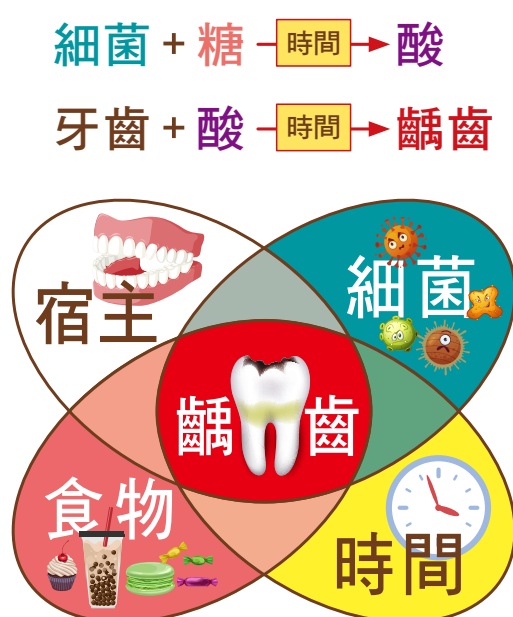 細菌 + 糖 時間 酸
牙齒 + 酸 時間 齲齒
宿主
細菌
齲齒
食物
時間